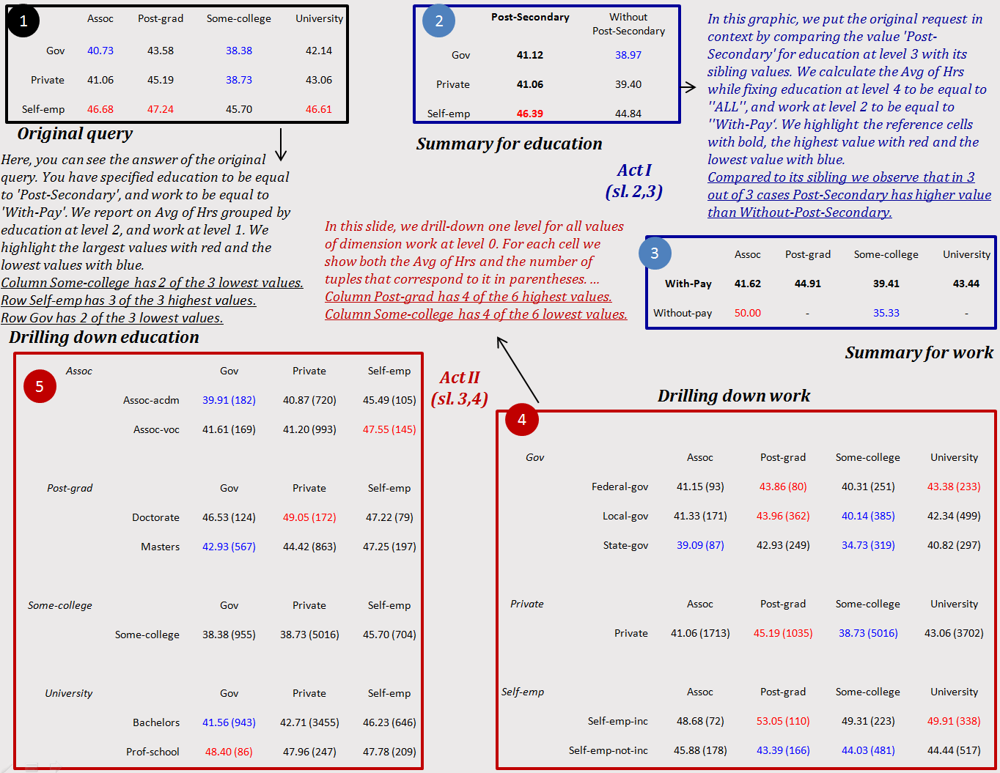 1
Assoc Post-grad Some-college University
Gov 40.73 43.58 38.38 42.14
Private 41.06 45.19 38.73 43.06
Self-emp 46.68 47.24 45.70 46.61
Original query
Here, you can see the answer of the original
query. You have specified education to be equal
to 'Post-Secondary', and work to be equal to
'With-Pay'. We report on Avg of Hrs grouped by
education at level 2, and work at level 1. We
highlight the largest values with red and the
lowest values with blue.
Column Some-college has 2 of the 3 lowest values.
Row Self-emp has 3 of the 3 highest values.
Row Gov has 2 of the 3 lowest values.
2
Post-Secondary Without
Post-Secondary
Gov 41.12 38.97
Private 41.06 39.40
Self-emp 46.39 44.84
Summary for education
Act I
(sl. 2,3)
In this graphic, we put the original request in
context by comparing the value 'Post-
Secondary' for education at level 3 with its
sibling values. We calculate the Avg of Hrs
while fixing education at level 4 to be equal to
''ALL'', and work at level 2 to be equal to
''With-Pay‘. We highlight the reference cells
with bold, the highest value with red and the
lowest value with blue.
Compared to its sibling we observe that in 3
out of 3 cases Post-Secondary has higher value
than Without-Post-Secondary.
3
Assoc Post-grad Some-college University
With-Pay 41.62 44.91 39.41 43.44
Without-pay 50.00 - 35.33 -
Summary for work
In this slide, we drill-down one level for all values
of dimension work at level 0. For each cell we
show both the Avg of Hrs and the number of
tuples that correspond to it in parentheses. ...
Column Post-grad has 4 of the 6 highest values.
Column Some-college has 4 of the 6 lowest values.
Act II
(sl. 3,4)
Drilling down work
4
Gov Assoc Post-grad Some-college University
Federal-gov 41.15 (93) 43.86 (80) 40.31 (251) 43.38 (233)
Local-gov 41.33 (171) 43.96 (362) 40.14 (385) 42.34 (499)
State-gov 39.09 (87) 42.93 (249) 34.73 (319) 40.82 (297)
Private Assoc Post-grad Some-college University
Private 41.06 (1713) 45.19 (1035) 38.73 (5016) 43.06 (3702)
Self-emp Assoc Post-grad Some-college University
Self-emp-inc 48.68 (72) 53.05 (110) 49.31 (223) 49.91 (338)
Self-emp-not-inc 45.88 (178) 43.39 (166) 44.03 (481) 44.44 (517)
Drilling down education
5
Assoc Gov Private Self-emp
Assoc-acdm 39.91 (182) 40.87 (720) 45.49 (105)
Assoc-voc 41.61 (169) 41.20 (993) 47.55 (145)
Post-grad Gov Private Self-emp
Doctorate 46.53 (124) 49.05 (172) 47.22 (79)
Masters 42.93 (567) 44.42 (863) 47.25 (197)
Some-college Gov Private Self-emp
Some-college 38.38 (955) 38.73 (5016) 45.70 (704)
University Gov Private Self-emp
Bachelors 41.56 (943) 42.71 (3455) 46.23 (646)
Prof-school 48.40 (86) 47.96 (247) 47.78 (209)